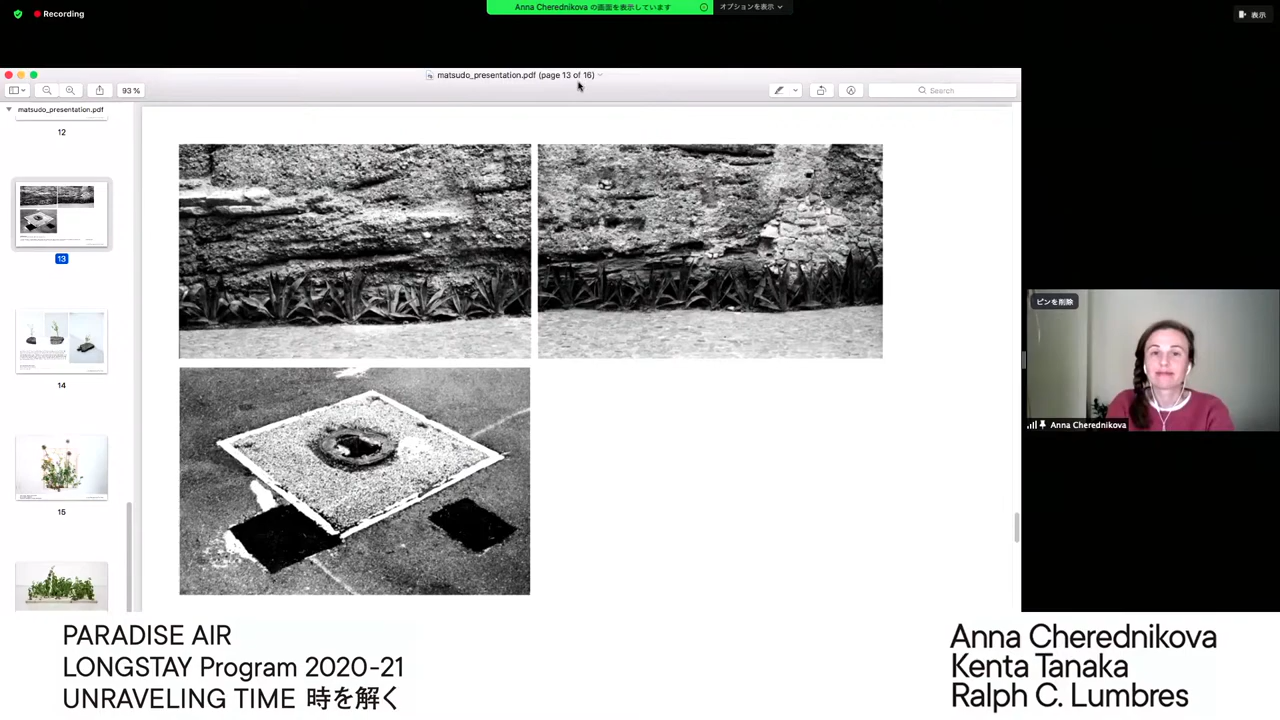 Recording
Anna Cherednikova の画面を表示しています
オプションを表示
表示
matsudo_presentation.pdf (page 13 of 16)
93 %
Search
matsudo_presentation.pdf
12
13
14
15
ピンを削除
Anna Cherednikova
PARADISE AIR
LONGSTAY Program 2020-21
UNRAVELING TIME 時を解く
Anna Cherednikova
Kenta Tanaka
Ralph C. Lumbres